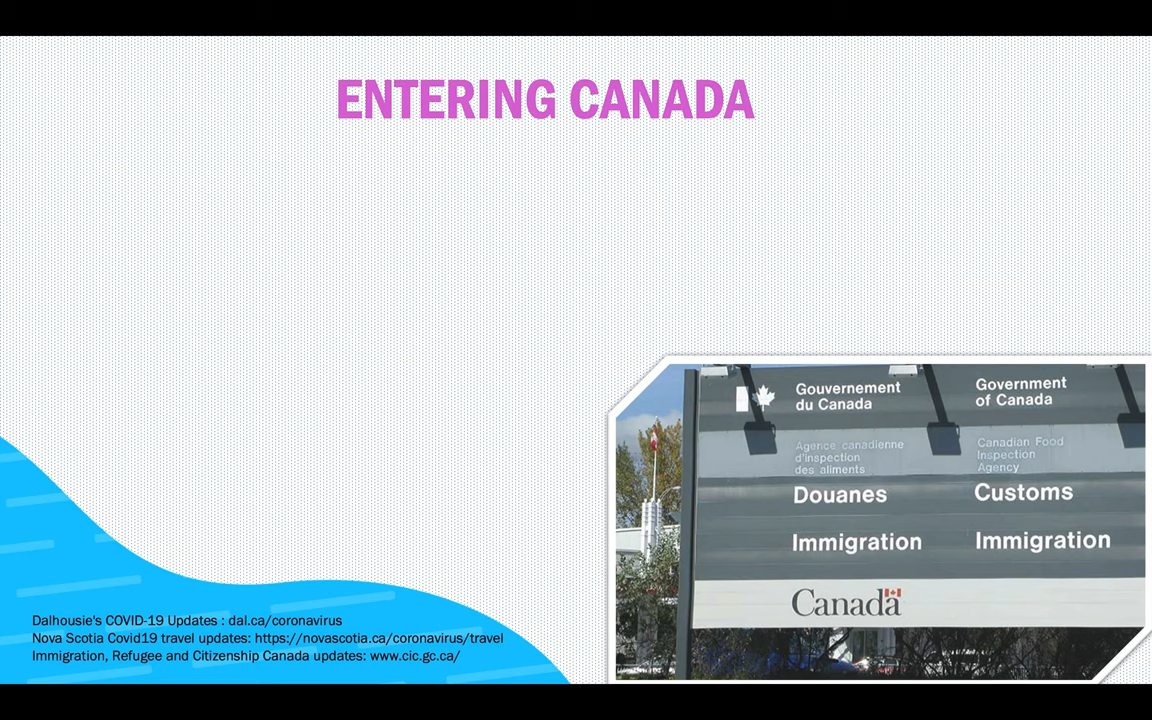 ENTERING CANADA
Gouvernement
du Canada
Government
of Canada
Agence canadienne
d'inspection
des aliments
Canadian Food
Inspection
Agency
Douanes
Customs
Immigration
Immigration
Canada
Dalhousie's COVID-19 Updates : dal.ca/coronavirus
Nova Scotia Covid19 travel updates: https://novascotia.ca/coronavirus/travel
Immigration, Refugee and Citizenship Canada updates: www.cic.gc.ca/